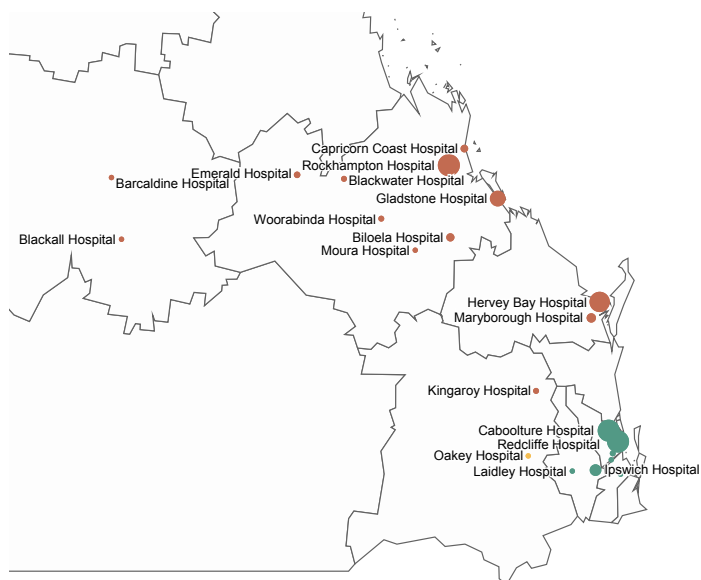 Capricorn Coast Hospital
Rockhampton Hospital
Emerald Hospital
Blackwater Hospital
Barcaldine Hospital
Gladstone Hospital
Woorabinda Hospital
Biloela Hospital
Blackall Hospital
Moura Hospital
Hervey Bay Hospital
Maryborough Hospital
Kingaroy Hospital
Caboolture Hospital
Redcliffe Hospital
Oakey Hospital
Laidley Hospital
Ipswich Hospital